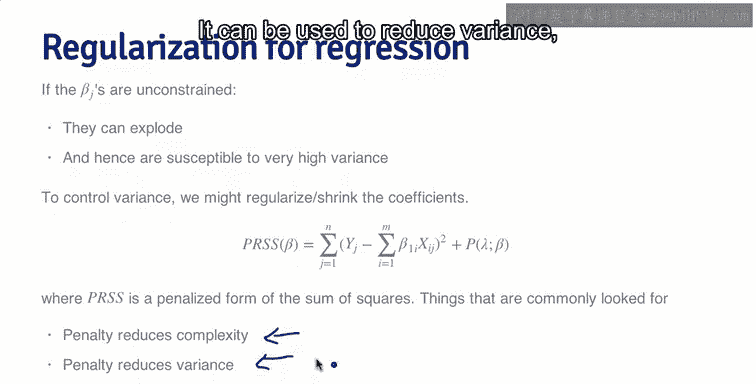 It can be used to reduce variance,
Regularization for regression
If the βj's are unconstrained:
· They can explode
· And hence are susceptible to very high variance
To control variance, we might regularize/shrink the coefficients.
PRSS(β) = ∑_{j=1}^{n} (Y_j − ∑_{i=1}^{m} β_{1i} X_{ij})² + P(λ; β)
where PRSS is a penalized form of the sum of squares. Things that are commonly looked for
· Penalty reduces complexity
· Penalty reduces variance